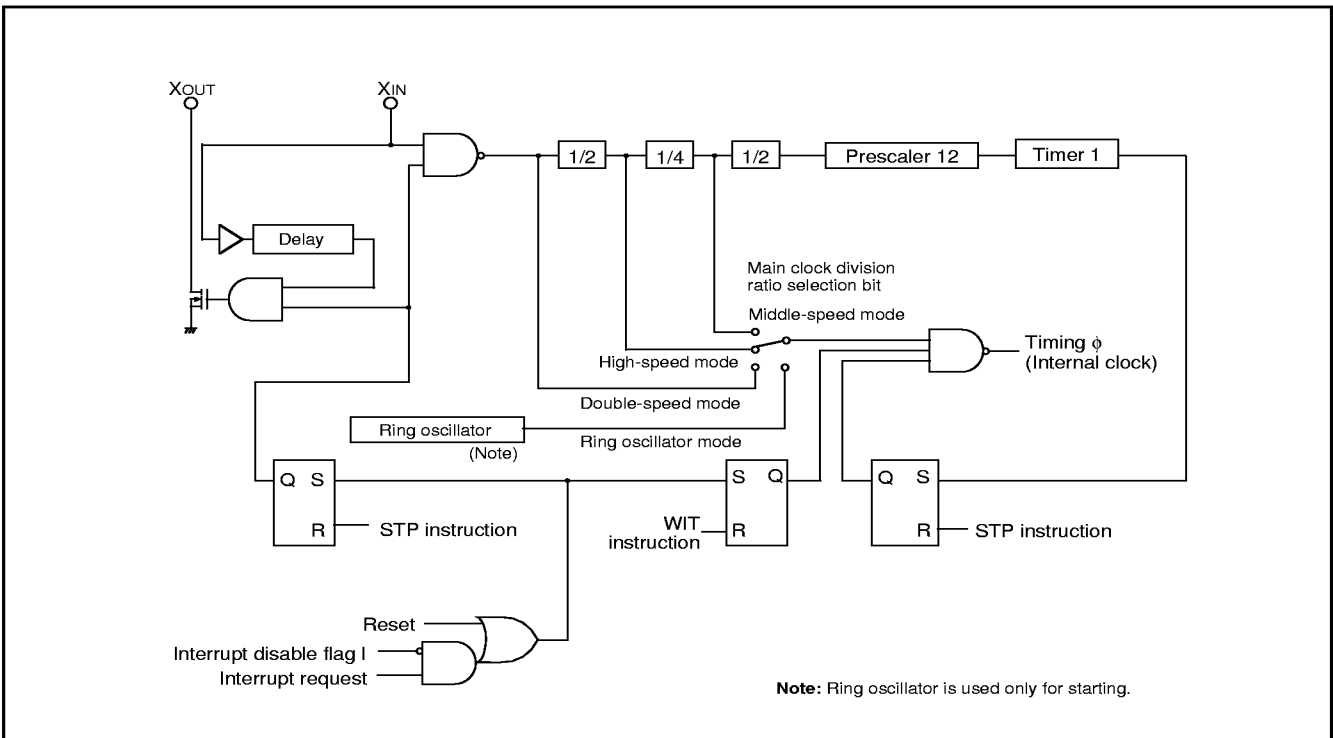 XOUT
XIN
1/2
1/4
1/2
Prescaler 12
Timer 1
Delay
Main clock division
ratio selection bit
Middle-speed mode
High-speed mode
Timing ϕ
(Internal clock)
Double-speed mode
Ring oscillator
(Note)
Ring oscillator mode
Q S
R
STP instruction
S Q
R
WIT
instruction
Q S
R
STP instruction
Reset
Interrupt disable flag I
Interrupt request
Note: Ring oscillator is used only for starting.